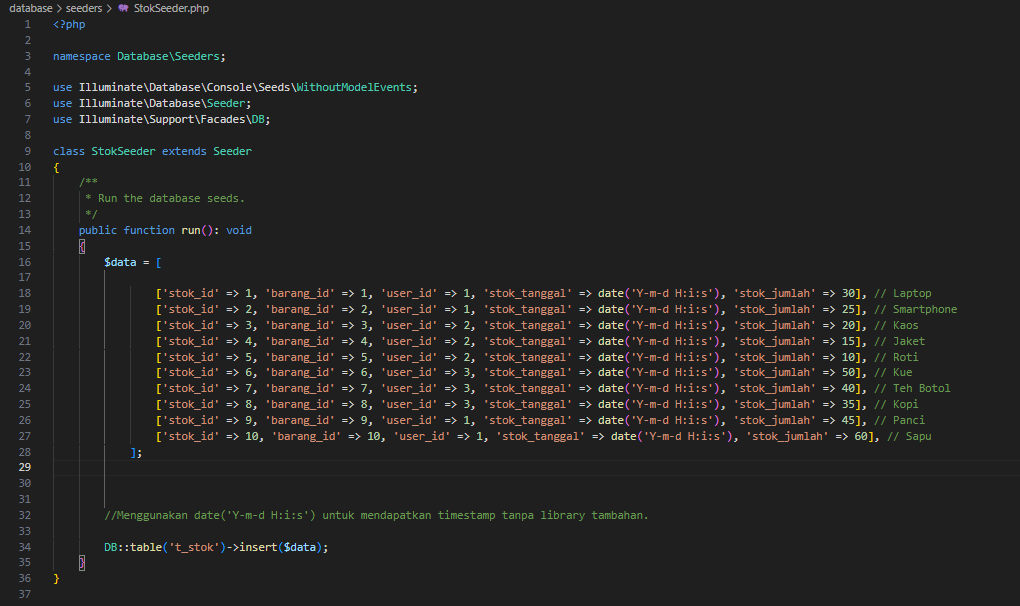 database > seeders > StokSeeder.php
1 <?php
2
3 namespace Database\Seeders;
4
5 use Illuminate\Database\Console\Seeds\WithoutModelEvents;
6 use Illuminate\Database\Seeder;
7 use Illuminate\Support\Facades\DB;
8
9 class StokSeeder extends Seeder
10 {
11     /**
12      * Run the database seeds.
13      */
14     public function run(): void
15     {
16         $data = [
17
18                 ['stok_id' => 1, 'barang_id' => 1, 'user_id' => 1, 'stok_tanggal' => date('Y-m-d H:i:s'), 'stok_jumlah' => 30], // Laptop
19                 ['stok_id' => 2, 'barang_id' => 2, 'user_id' => 1, 'stok_tanggal' => date('Y-m-d H:i:s'), 'stok_jumlah' => 25], // Smartphone
20                 ['stok_id' => 3, 'barang_id' => 3, 'user_id' => 2, 'stok_tanggal' => date('Y-m-d H:i:s'), 'stok_jumlah' => 20], // Kaos
21                 ['stok_id' => 4, 'barang_id' => 4, 'user_id' => 2, 'stok_tanggal' => date('Y-m-d H:i:s'), 'stok_jumlah' => 15], // Jaket
22                 ['stok_id' => 5, 'barang_id' => 5, 'user_id' => 2, 'stok_tanggal' => date('Y-m-d H:i:s'), 'stok_jumlah' => 10], // Roti
23                 ['stok_id' => 6, 'barang_id' => 6, 'user_id' => 3, 'stok_tanggal' => date('Y-m-d H:i:s'), 'stok_jumlah' => 50], // Kue
24                 ['stok_id' => 7, 'barang_id' => 7, 'user_id' => 3, 'stok_tanggal' => date('Y-m-d H:i:s'), 'stok_jumlah' => 40], // Teh Botol
25                 ['stok_id' => 8, 'barang_id' => 8, 'user_id' => 3, 'stok_tanggal' => date('Y-m-d H:i:s'), 'stok_jumlah' => 35], // Kopi
26                 ['stok_id' => 9, 'barang_id' => 9, 'user_id' => 1, 'stok_tanggal' => date('Y-m-d H:i:s'), 'stok_jumlah' => 45], // Panci
27                 ['stok_id' => 10, 'barang_id' => 10, 'user_id' => 1, 'stok_tanggal' => date('Y-m-d H:i:s'), 'stok_jumlah' => 60], // Sapu
28             ];
29
30
31
32         //Menggunakan date('Y-m-d H:i:s') untuk mendapatkan timestamp tanpa library tambahan.
33
34         DB::table('t_stok')->insert($data);
35     }
36 }
37